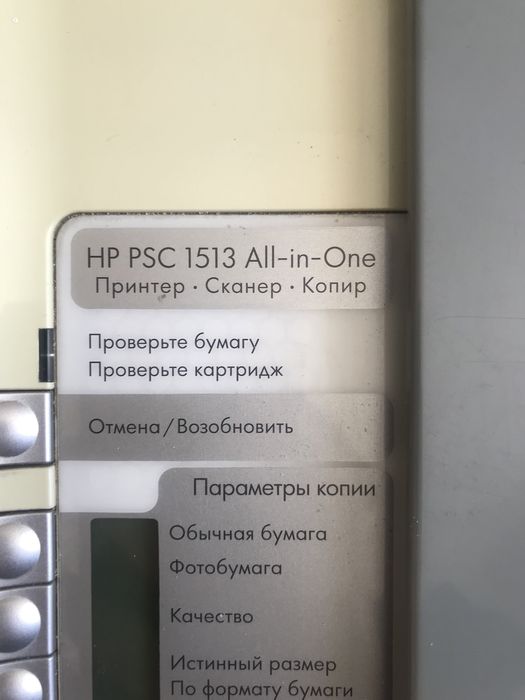 HP PSC 1513 All-in-One
Принтер · Сканер · Копир
Проверьте бумагу
Проверьте картридж
Отмена/Возобновить
Параметры копии
Обычная бумага
Фотобумага
Качество
Истинный размер
По формату бумаги